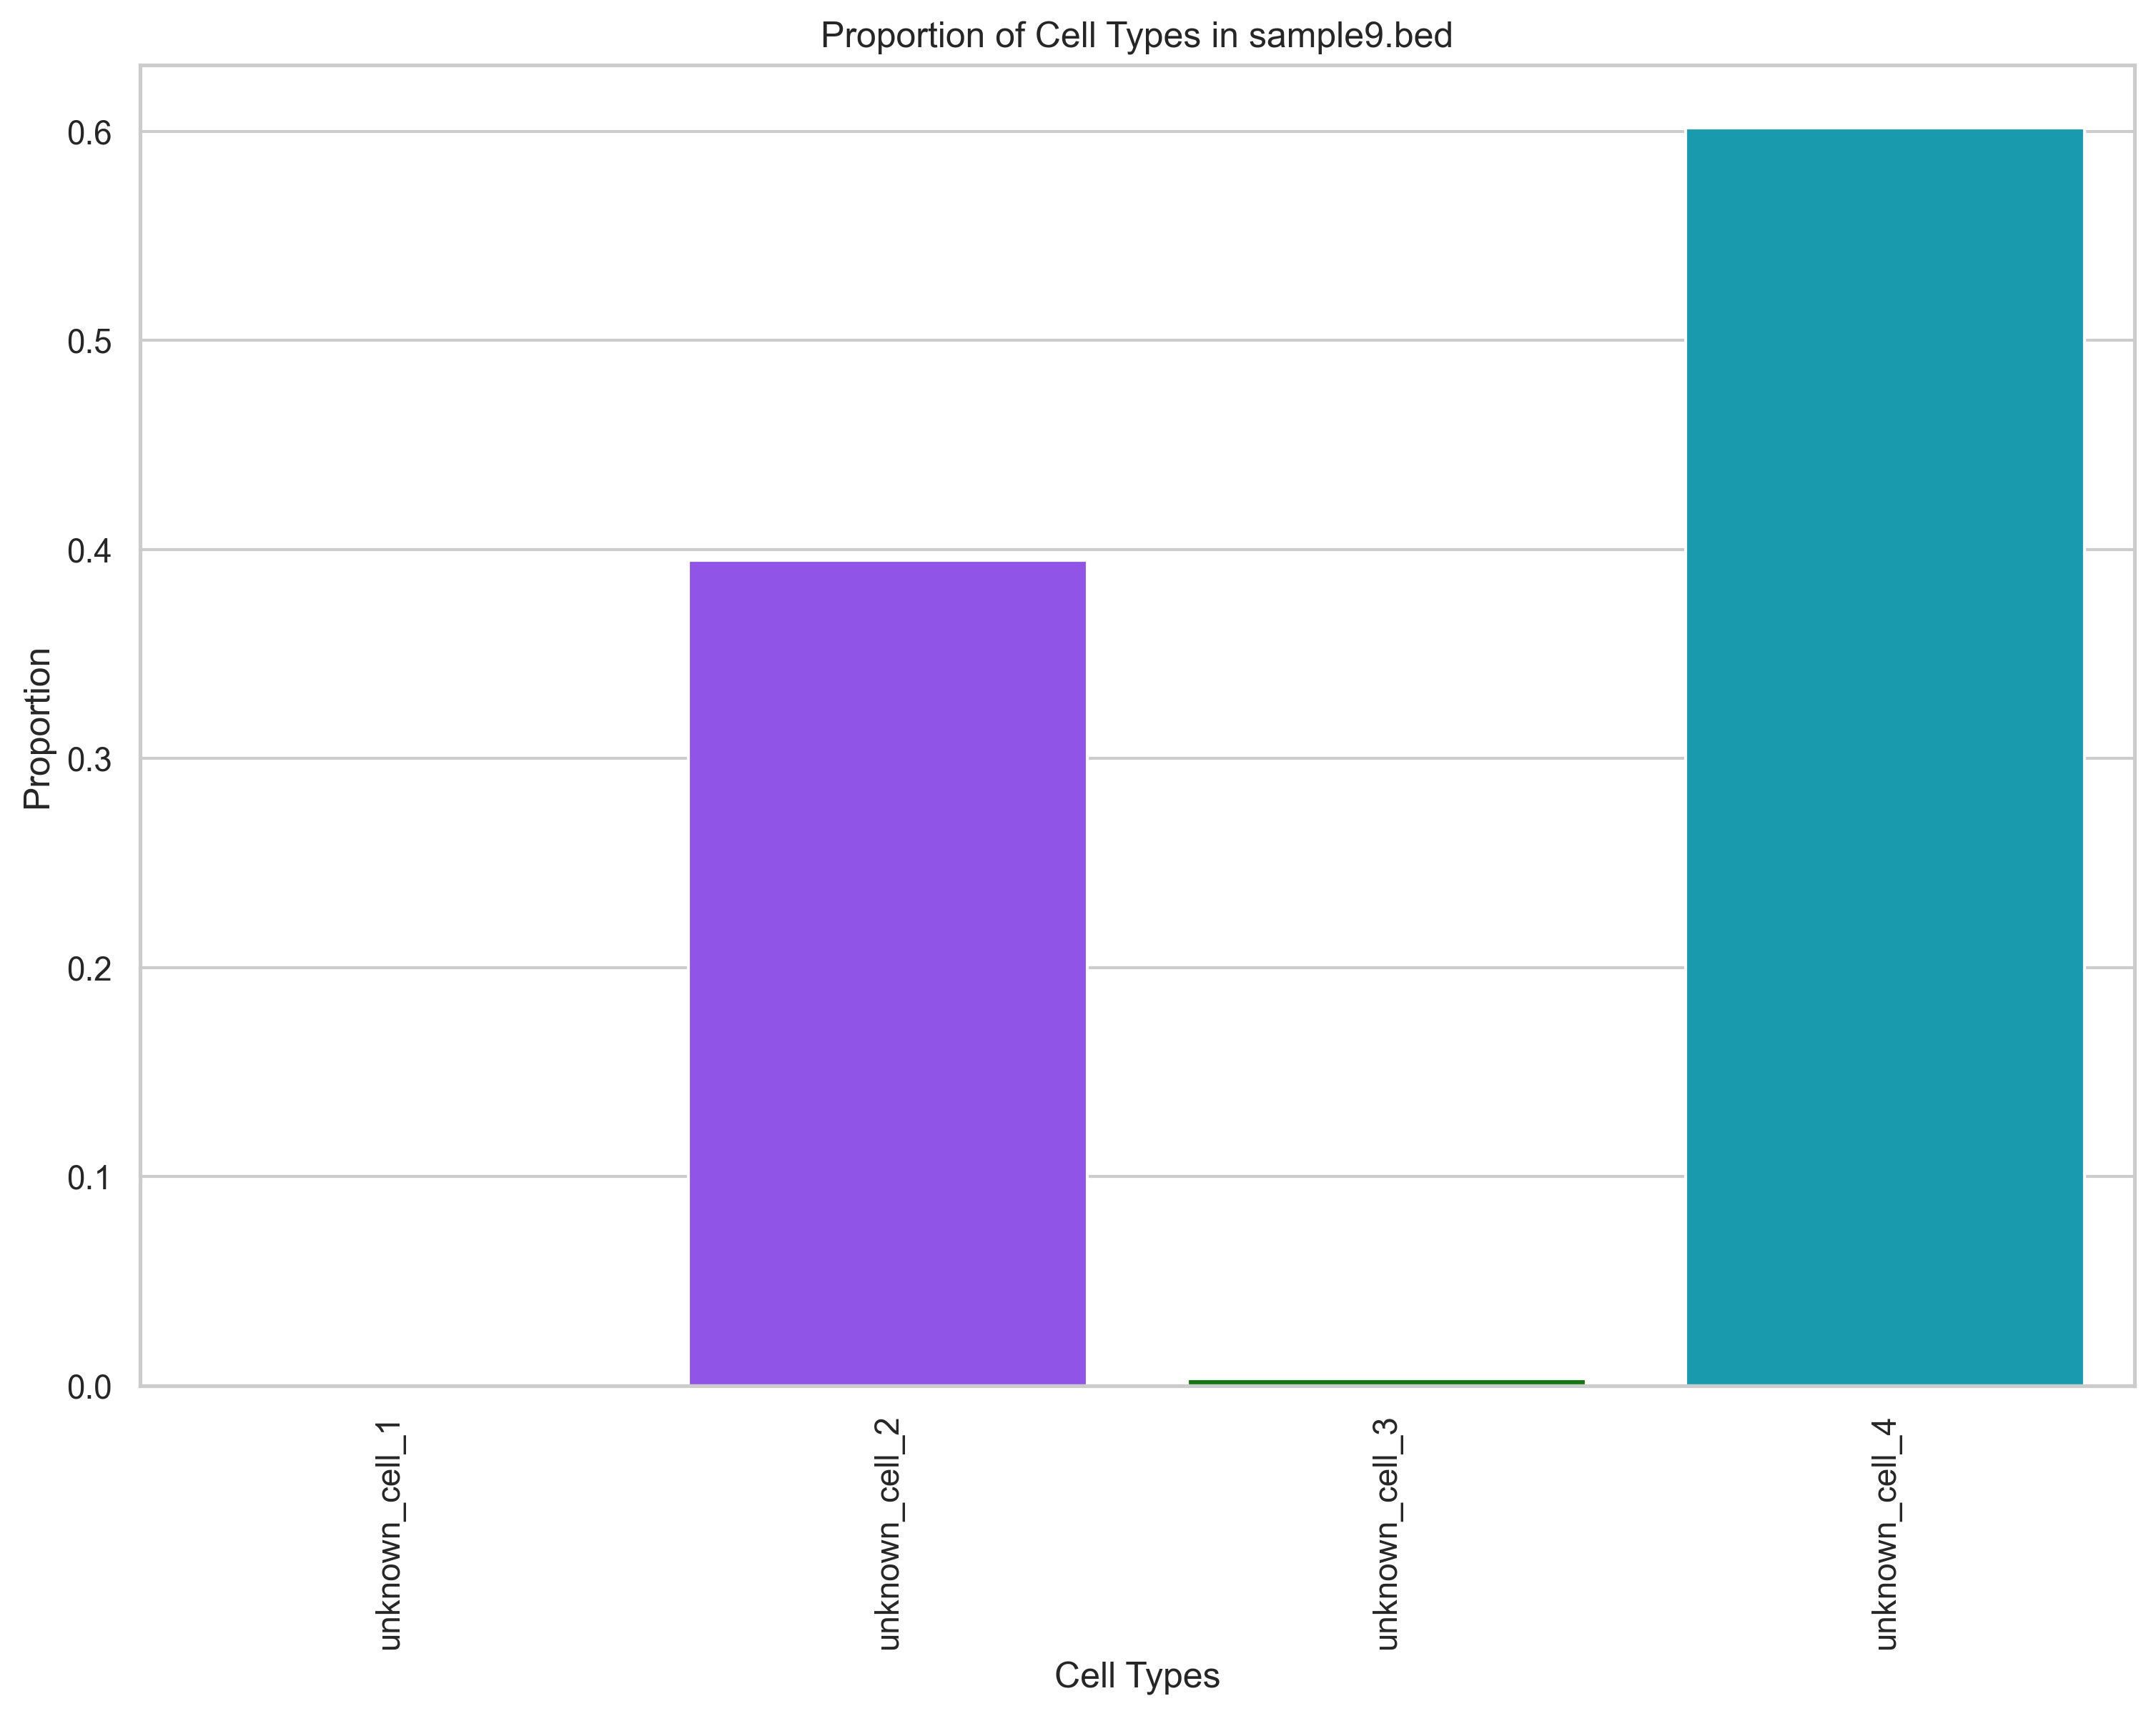 Proportion of Cell Types in sample9.bed
Proportion
0.6
0.5
0.4
0.3
0.2
0.1
0.0
unknown_cell_1
unknown_cell_2
unknown_cell_3
unknown_cell_4
Cell Types